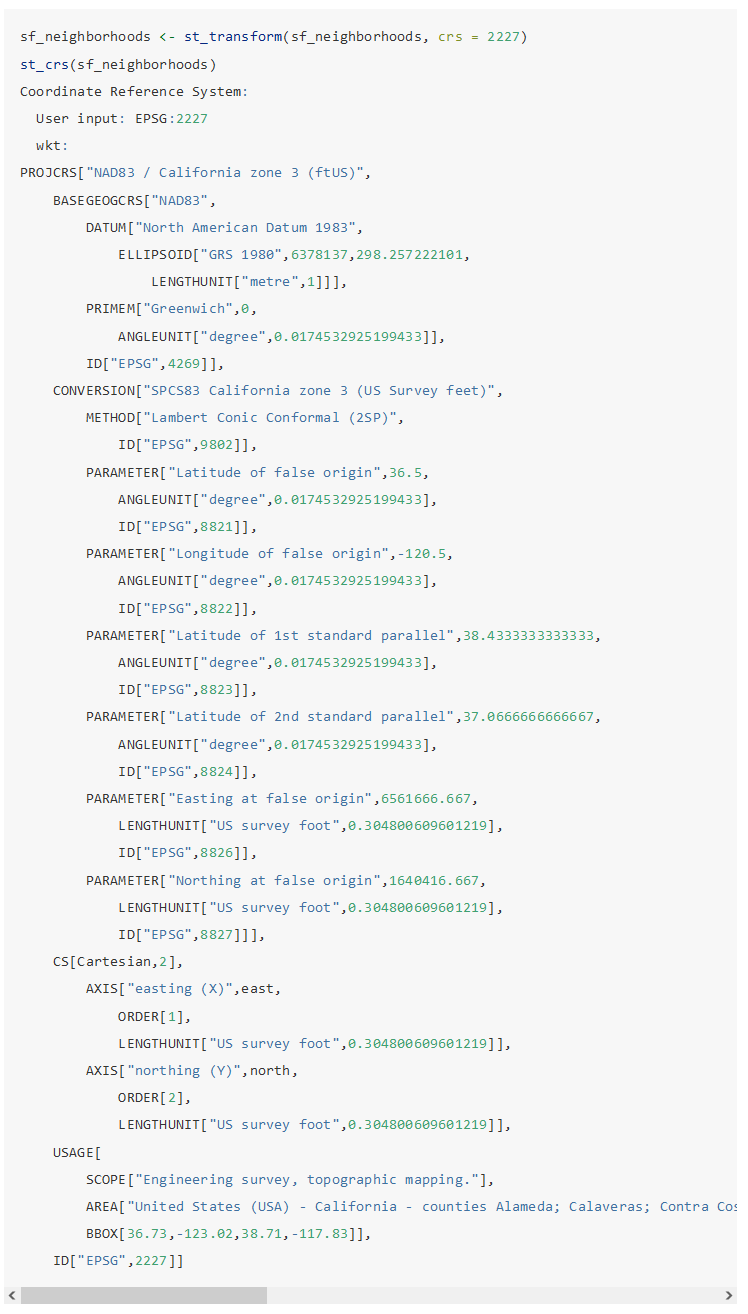 sf_neighborhoods <- st_transform(sf_neighborhoods, crs = 2227)
st_crs(sf_neighborhoods)
Coordinate Reference System:
  User input: EPSG:2227
  wkt:
PROJCRS["NAD83 / California zone 3 (ftUS)",
    BASEGEOGCRS["NAD83",
        DATUM["North American Datum 1983",
            ELLIPSOID["GRS 1980",6378137,298.257222101,
                LENGTHUNIT["metre",1]]],
        PRIMEM["Greenwich",0,
            ANGLEUNIT["degree",0.0174532925199433]],
        ID["EPSG",4269]],
    CONVERSION["SPCS83 California zone 3 (US Survey feet)",
        METHOD["Lambert Conic Conformal (2SP)",
            ID["EPSG",9802]],
        PARAMETER["Latitude of false origin",36.5,
            ANGLEUNIT["degree",0.0174532925199433],
            ID["EPSG",8821]],
        PARAMETER["Longitude of false origin",-120.5,
            ANGLEUNIT["degree",0.0174532925199433],
            ID["EPSG",8822]],
        PARAMETER["Latitude of 1st standard parallel",38.4333333333333,
            ANGLEUNIT["degree",0.0174532925199433],
            ID["EPSG",8823]],
        PARAMETER["Latitude of 2nd standard parallel",37.0666666666667,
            ANGLEUNIT["degree",0.0174532925199433],
            ID["EPSG",8824]],
        PARAMETER["Easting at false origin",6561666.667,
            LENGTHUNIT["US survey foot",0.304800609601219],
            ID["EPSG",8826]],
        PARAMETER["Northing at false origin",1640416.667,
            LENGTHUNIT["US survey foot",0.304800609601219],
            ID["EPSG",8827]]],
    CS[Cartesian,2],
        AXIS["easting (X)",east,
            ORDER[1],
            LENGTHUNIT["US survey foot",0.304800609601219]],
        AXIS["northing (Y)",north,
            ORDER[2],
            LENGTHUNIT["US survey foot",0.304800609601219]],
    USAGE[
        SCOPE["Engineering survey, topographic mapping."],
        AREA["United States (USA) - California - counties Alameda; Calaveras; Contra Cos
        BBOX[36.73,-123.02,38.71,-117.83]],
    ID["EPSG",2227]]